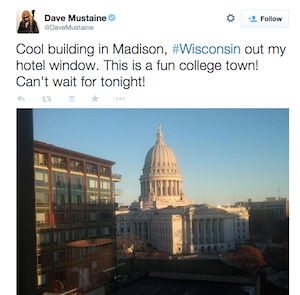 Dave Mustaine
@DaveMustaine
Follow
Cool building in Madison, #Wisconsin out my
hotel window. This is a fun college town!
Can't wait for tonight!